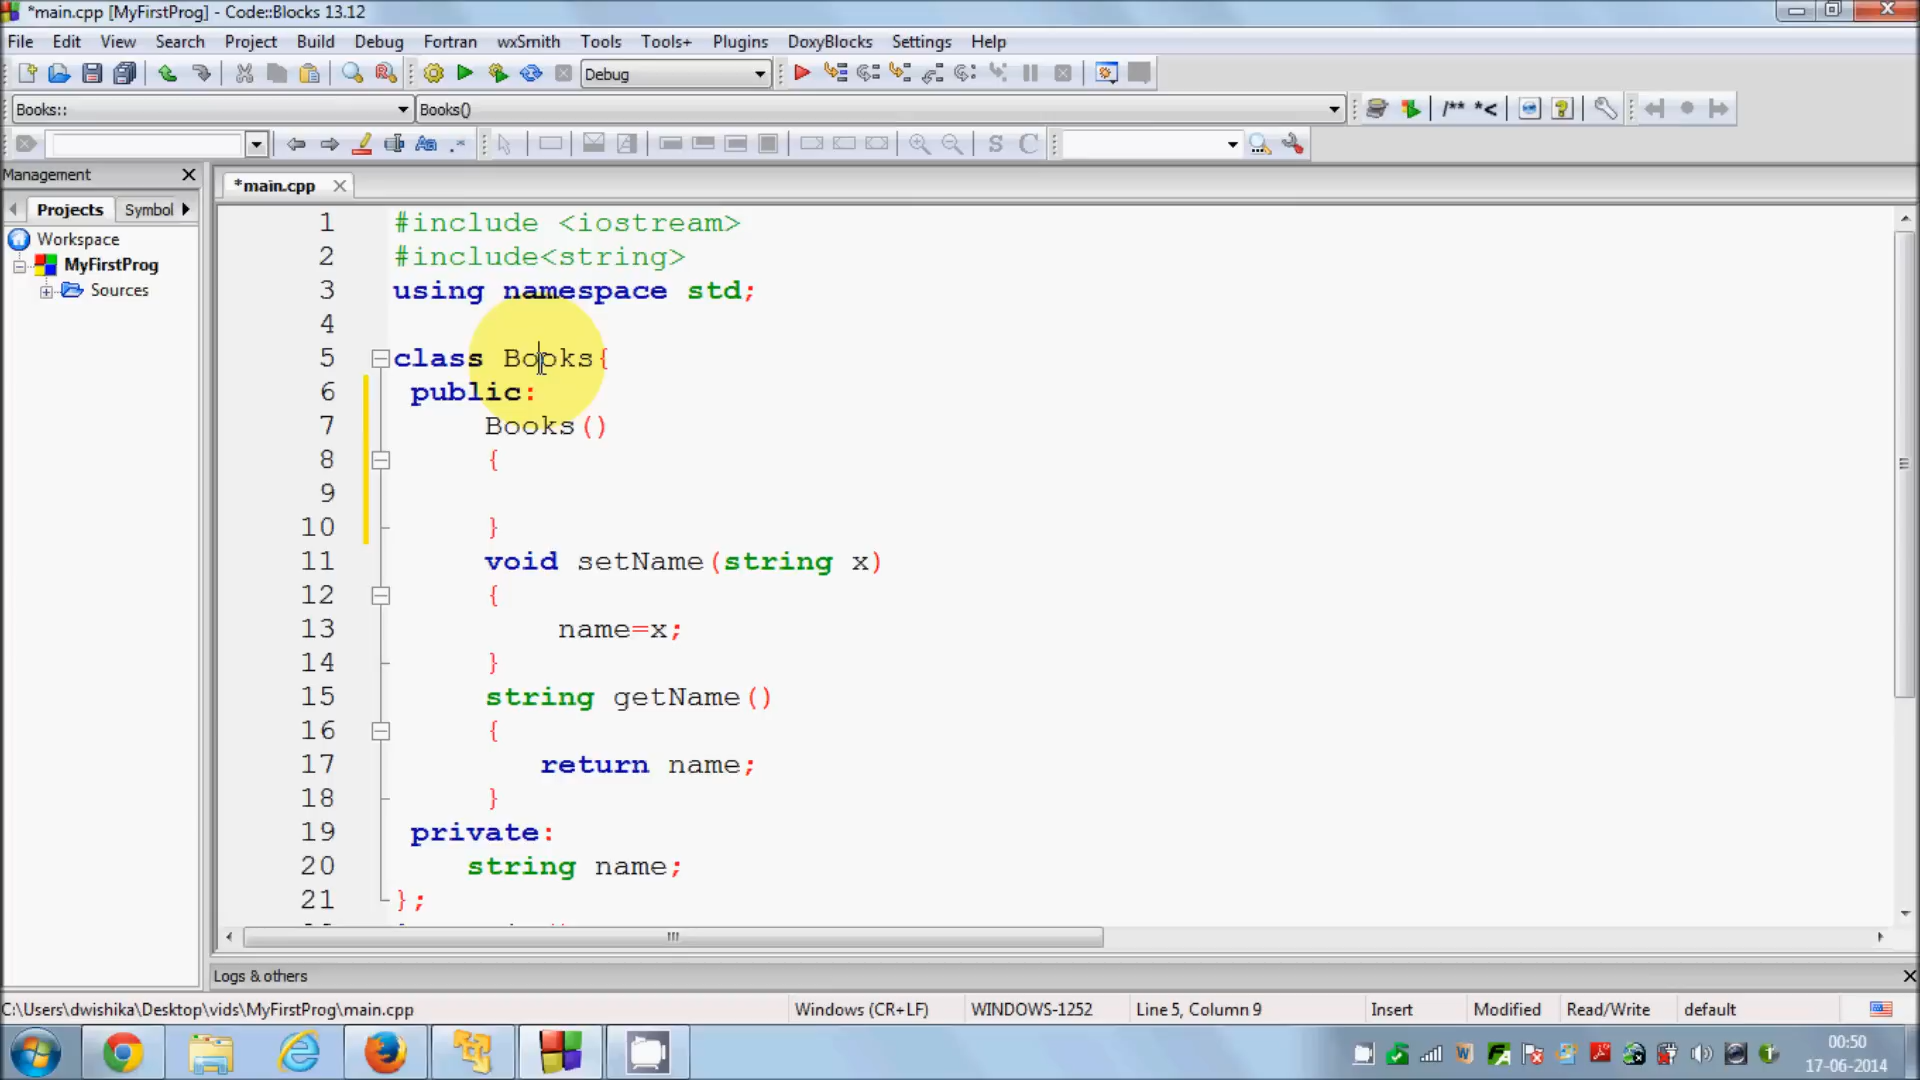 *main.cpp [MyFirstProg] - Code::Blocks 13.12
File Edit View Search Project Build Debug Fortran wxSmith Tools Tools+ Plugins DoxyBlocks Settings Help
Debug
Books:: Books()
/** *<
S C
Management
*main.cpp
Projects Symbol
Workspace
MyFirstProg
Sources
1 #include <iostream>
2 #include<string>
3 using namespace std;
4
5 class Books{
6 public:
7 Books()
8 {
9
10 }
11 void setName(string x)
12 {
13 name=x;
14 }
15 string getName()
16 {
17 return name;
18 }
19 private:
20 string name;
21 };
Logs & others
C:\Users\dwishika\Desktop\vids\MyFirstProg\main.cpp Windows (CR+LF) WINDOWS-1252 Line 5, Column 9 Insert Modified Read/Write default
00:50
17-06-2014